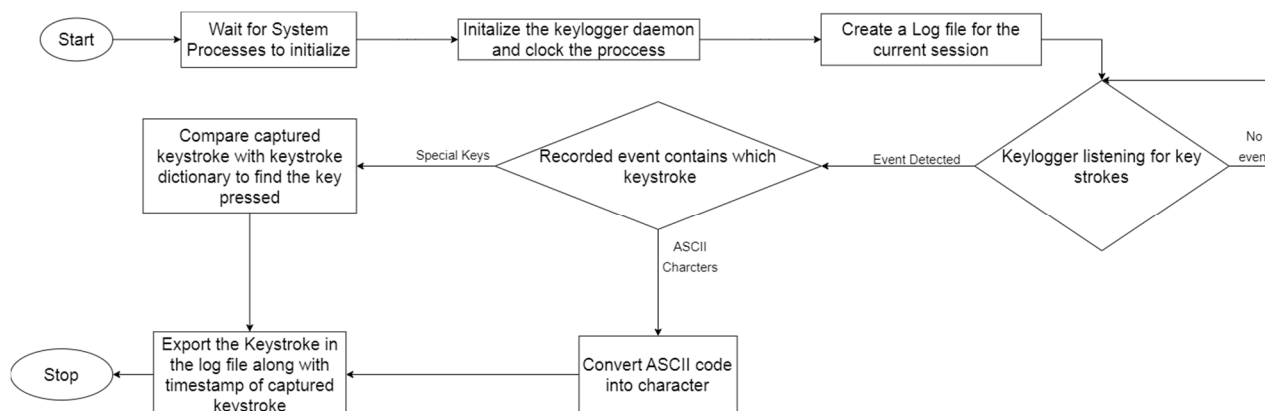 Start
Wait for System
Processes to initialize
Initalize the keylogger daemon
and clock the proccess
Create a Log file for the
current session
Keylogger listening for key
strokes
No
even
Event Detected
Recorded event contains which
keystroke
Special Keys
Compare captured
keystroke with keystroke
dictionary to find the key
pressed
ASCII
Charcters
Convert ASCII code
into character
Export the Keystroke in
the log file along with
timestamp of captured
keystroke
Stop